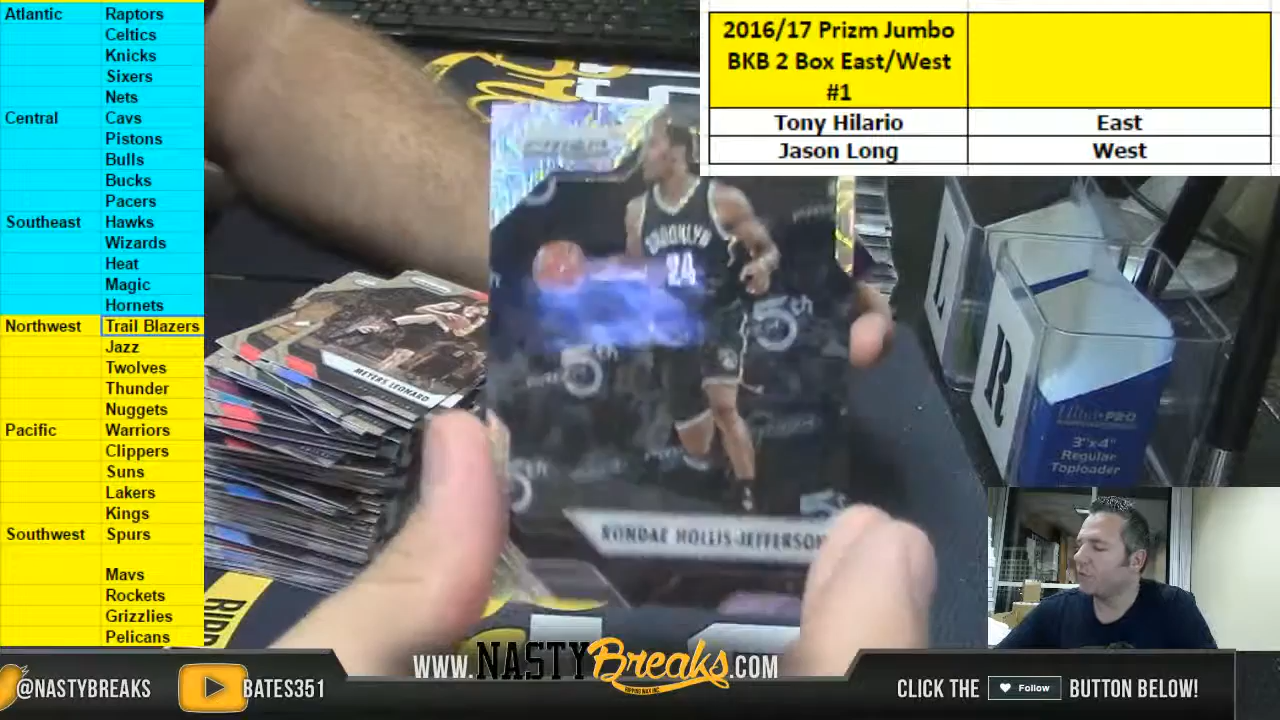 Atlantic Raptors
Celtics
Knicks
Sixers
Nets
Central Cavs
Pistons
Bulls
Bucks
Pacers
Southeast Hawks
Wizards
Heat
Magic
Hornets
Northwest Trail Blazers
Jazz
Twolves
Thunder
Nuggets
Pacific Warriors
Clippers
Suns
Lakers
Kings
Southwest Spurs
Mavs
Rockets
Grizzlies
Pelicans
2016/17 Prizm Jumbo
BKB 2 Box East/West
#1
Tony Hilario East
Jason Long West
BROOKLYN
24
RONDAE HOLLIS-JEFFERSON
MEYERS LEONARD
R
Ultra PRO
3"x4"
Regular
Toploader
WWW.NASTYBreaks.COM
RIPPING WAX INC.
@NASTYBREAKS
BATES351
CLICK THE Follow BUTTON BELOW!